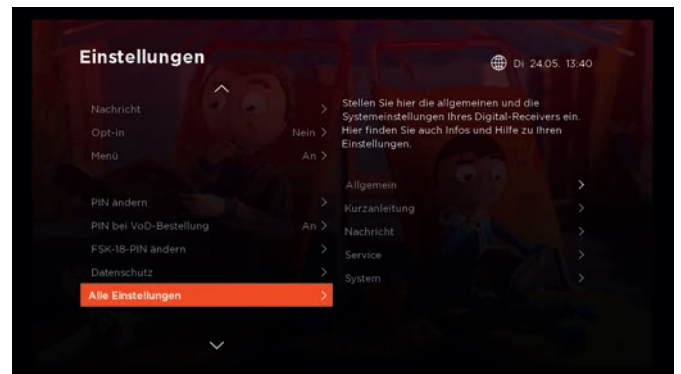 Einstellungen
Di 24.05. 13:40
Nachricht
Opt-in Nein
Menü An
PIN ändern
PIN bei VoD-Bestellung An
FSK-18-PIN ändern
Datenschutz
Alle Einstellungen
Stellen Sie hier die allgemeinen und die
Systemeinstellungen Ihres Digital-Receivers ein.
Hier finden Sie auch Infos und Hilfe zu Ihren
Einstellungen.
Allgemein
Kurzanleitung
Nachricht
Service
System